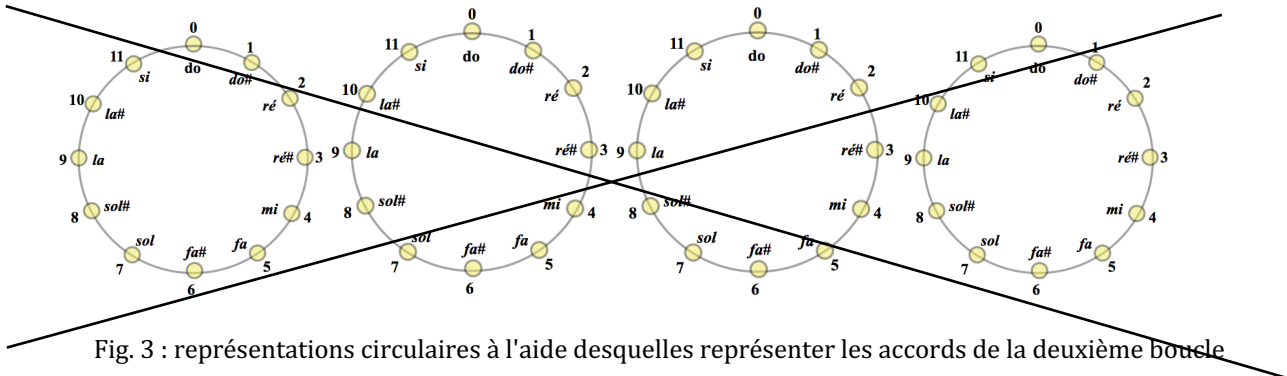 0 0 0 0
11 1 11 1 11 1 11 1
si do do# si do do# si do do# si do do#
10 2 10 2 10 2 10 2
la# ré la# ré la# ré la# ré
9 la ré# 3 9 la ré# 3 9 la ré# 3 9 la ré# 3
8 sol# mi 4 8 sol# mi 4 8 sol# mi 4 8 sol# mi 4
sol fa# fa sol fa# fa sol fa# fa sol fa# fa
7 6 5 7 6 5 7 6 5 7 6 5
Fig. 3 : représentations circulaires à l'aide desquelles représenter les accords de la deuxième boucle